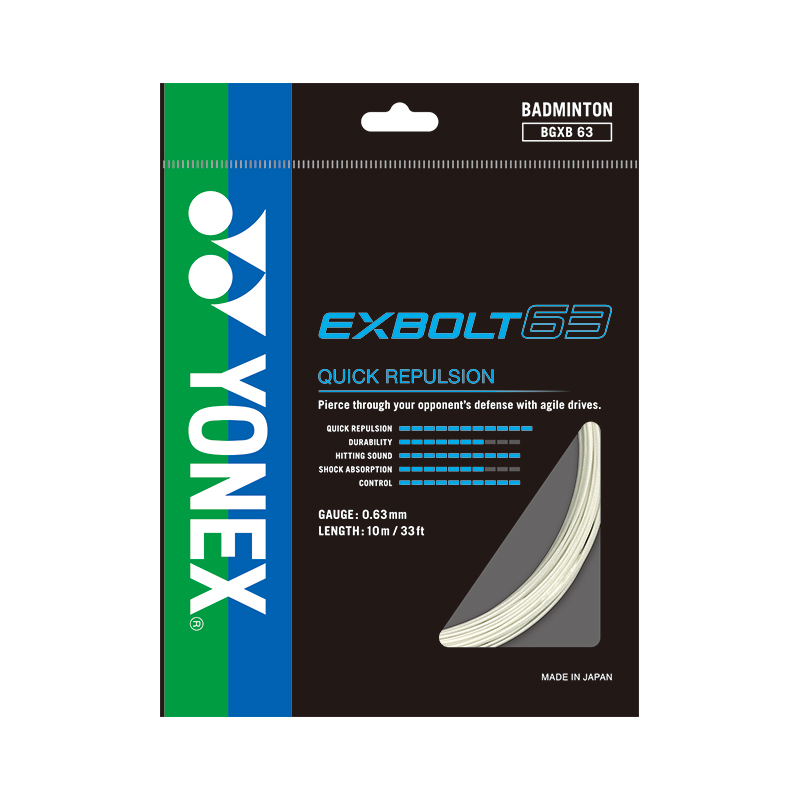 BADMINTON
BGXB 63
YONEX®
EXBOLT63
QUICK REPULSION
Pierce through your opponent's defense with agile drives.
QUICK REPULSION
DURABILITY
HITTING SOUND
SHOCK ABSORPTION
CONTROL
GAUGE: 0.63mm
LENGTH: 10m / 33ft
MADE IN JAPAN